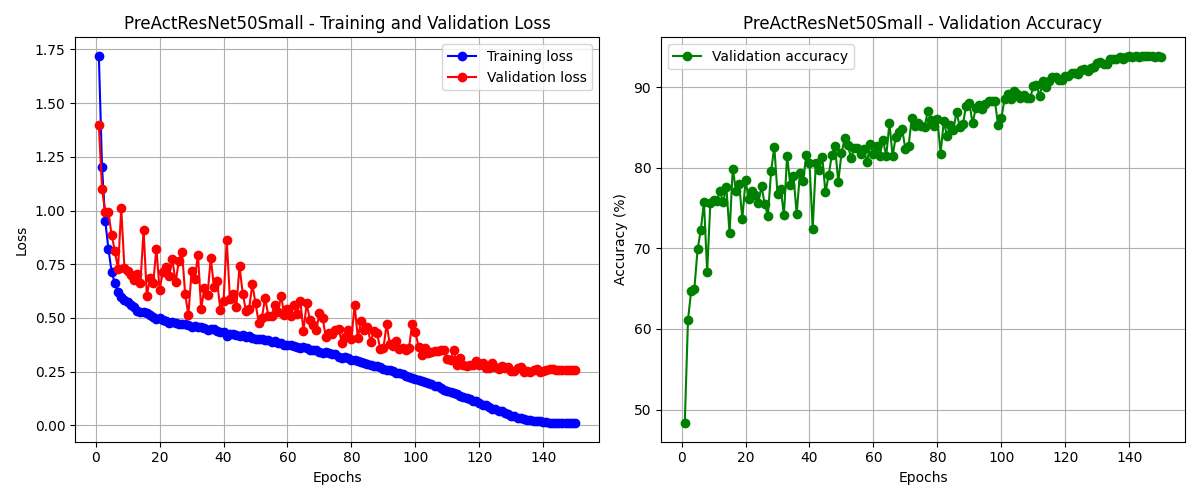 PreActResNet50Small - Training and Validation Loss
1.75
1.50
1.25
1.00
0.75
0.50
0.25
0.00
Loss
Training loss
Validation loss
0 20 40 60 80 100 120 140
Epochs
PreActResNet50Small - Validation Accuracy
90
80
70
60
50
Accuracy (%)
Validation accuracy
0 20 40 60 80 100 120 140
Epochs